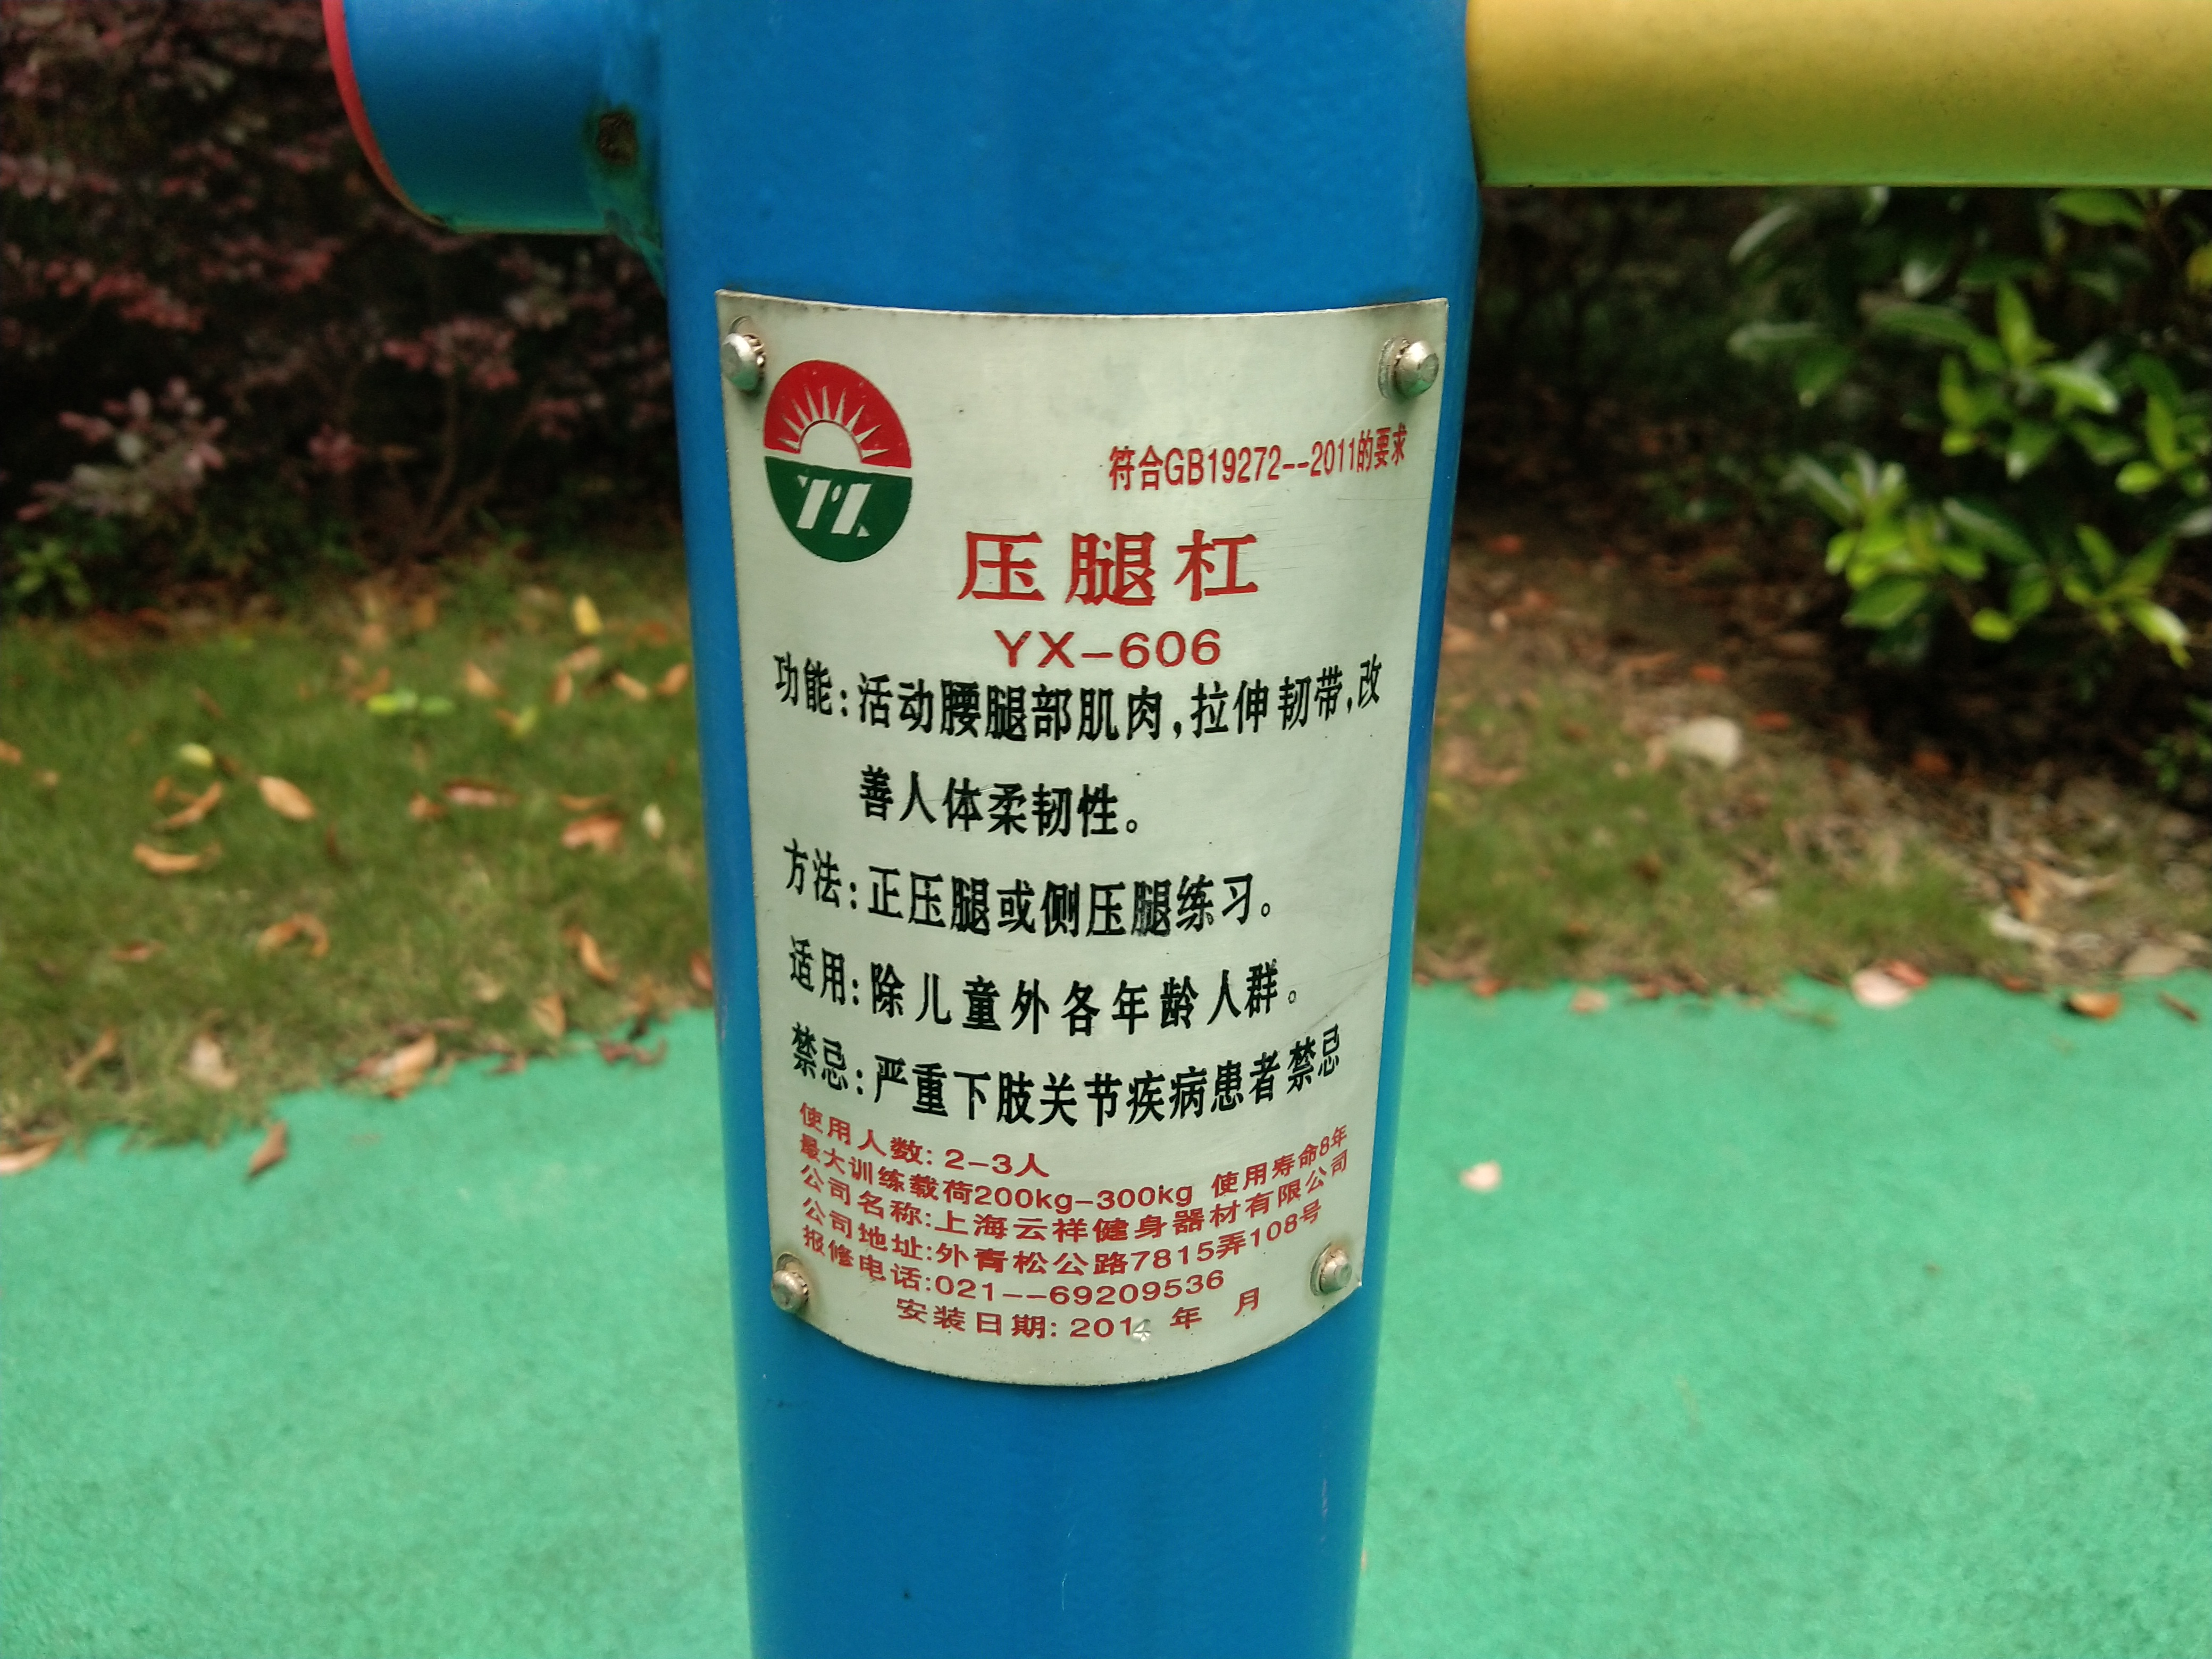 符合GB19272--2011的要求
压腿杠
YX-606
功能:活动腰腿部肌肉,拉伸韧带,改
善人体柔韧性。
方法:正压腿或侧压腿练习。
适用:除儿童外各年龄人群。
禁忌:严重下肢关节疾病患者禁忌
使用人数:2-3人
最大训练载荷200kg-300kg 使用寿命8年
公司名称:上海云祥健身器材有限公司
公司地址:外青松公路7815弄108号
报修电话:021--69209536
安装日期:2014 年 月